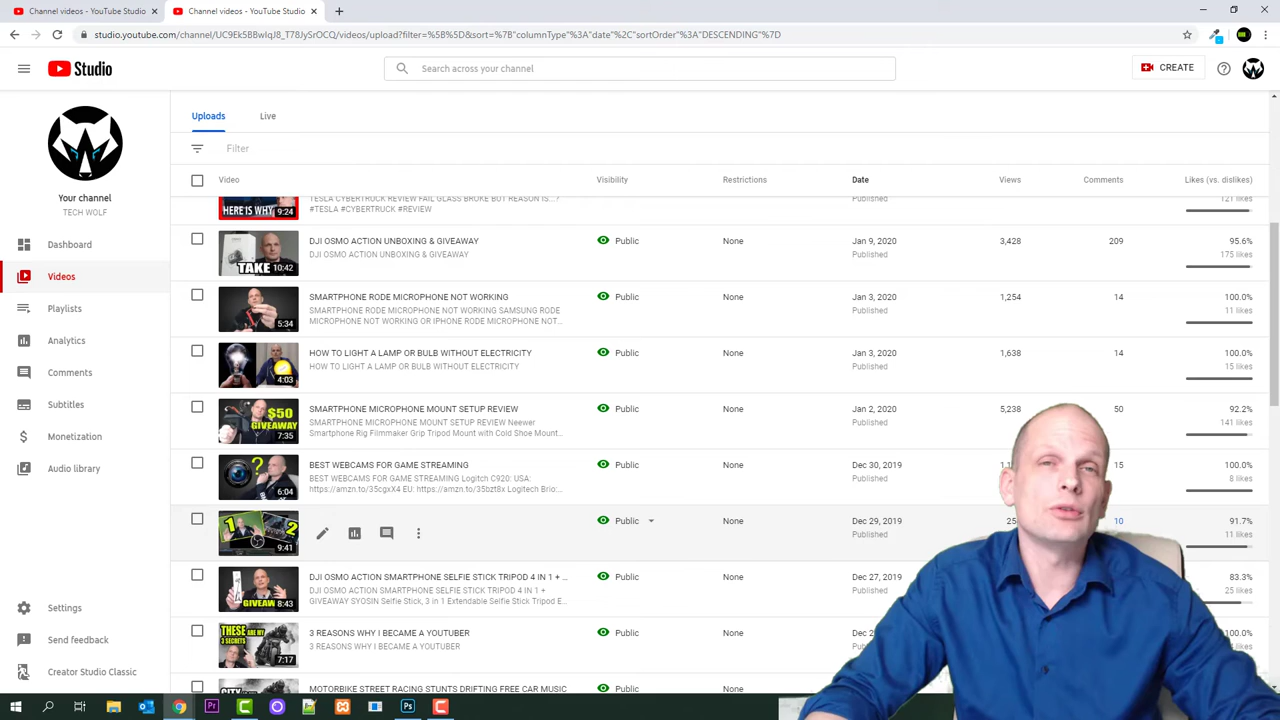 Channel videos - YouTube Studio
Channel videos - YouTube Studio
studio.youtube.com/channel/UC9Ek5BBwIqJ8_T78JySrOCQ/videos/upload?filter=%5B%5D&sort=%7B"columnType"%3A"date"%2C"sortOrder"%3A"DESCENDING"%7D
Studio
Search across your channel
CREATE
Uploads
Live
Filter
Your channel
TECH WOLF
Dashboard
Videos
Playlists
Analytics
Comments
Subtitles
Monetization
Audio library
Settings
Send feedback
Creator Studio Classic
Video
Visibility
Restrictions
Date
Views
Comments
Likes (vs. dislikes)
HERE IS WHY
9:24
TESLA CYBERTRUCK REVIEW FAIL GLASS BROKE BUT REASON IS...?
#TESLA #CYBERTRUCK #REVIEW
Published
121 likes
TAKE
10:42
DJI OSMO ACTION UNBOXING & GIVEAWAY
DJI OSMO ACTION UNBOXING & GIVEAWAY
Public
None
Jan 9, 2020
Published
3,428
209
95.6%
175 likes
5:34
SMARTPHONE RODE MICROPHONE NOT WORKING
SMARTPHONE RODE MICROPHONE NOT WORKING SAMSUNG RODE
MICROPHONE NOT WORKING OR IPHONE RODE MICROPHONE NOT...
Public
None
Jan 3, 2020
Published
1,254
14
100.0%
11 likes
4:03
HOW TO LIGHT A LAMP OR BULB WITHOUT ELECTRICITY
HOW TO LIGHT A LAMP OR BULB WITHOUT ELECTRICITY
Public
None
Jan 3, 2020
Published
1,638
14
100.0%
15 likes
$50
GIVEAWAY
7:35
SMARTPHONE MICROPHONE MOUNT SETUP REVIEW
SMARTPHONE MICROPHONE MOUNT SETUP REVIEW Neewer
Smartphone Rig Filmmaker Grip Tripod Mount with Cold Shoe Mount...
Public
None
Jan 2, 2020
Published
5,238
50
92.2%
141 likes
?
6:04
BEST WEBCAMS FOR GAME STREAMING
BEST WEBCAMS FOR GAME STREAMING Logitch C920: USA:
https://amzn.to/35cgxX4 EU: https://amzn.to/35bzt8x Logitech Brio:...
Public
None
Dec 30, 2019
Published
15
100.0%
8 likes
1
2
9:41
Public
None
Dec 29, 2019
Published
10
91.7%
11 likes
GIVEAW
8:43
DJI OSMO ACTION SMARTPHONE SELFIE STICK TRIPOD 4 IN 1 + ...
DJI OSMO ACTION SMARTPHONE SELFIE STICK TRIPOD 4 IN 1 +
GIVEAWAY SYOSIN Selfie Stick, 3 in 1 Extendable Selfie Stick Tripod E...
Public
None
Dec 27, 2019
Published
83.3%
25 likes
THESE ARE MY
3 SECRETS
7:17
3 REASONS WHY I BECAME A YOUTUBER
3 REASONS WHY I BECAME A YOUTUBER
Public
None
Published
100.0%
MOTORBIKE STREET RACING STUNTS DRIFTING FREE CAR MUSIC
Public
None